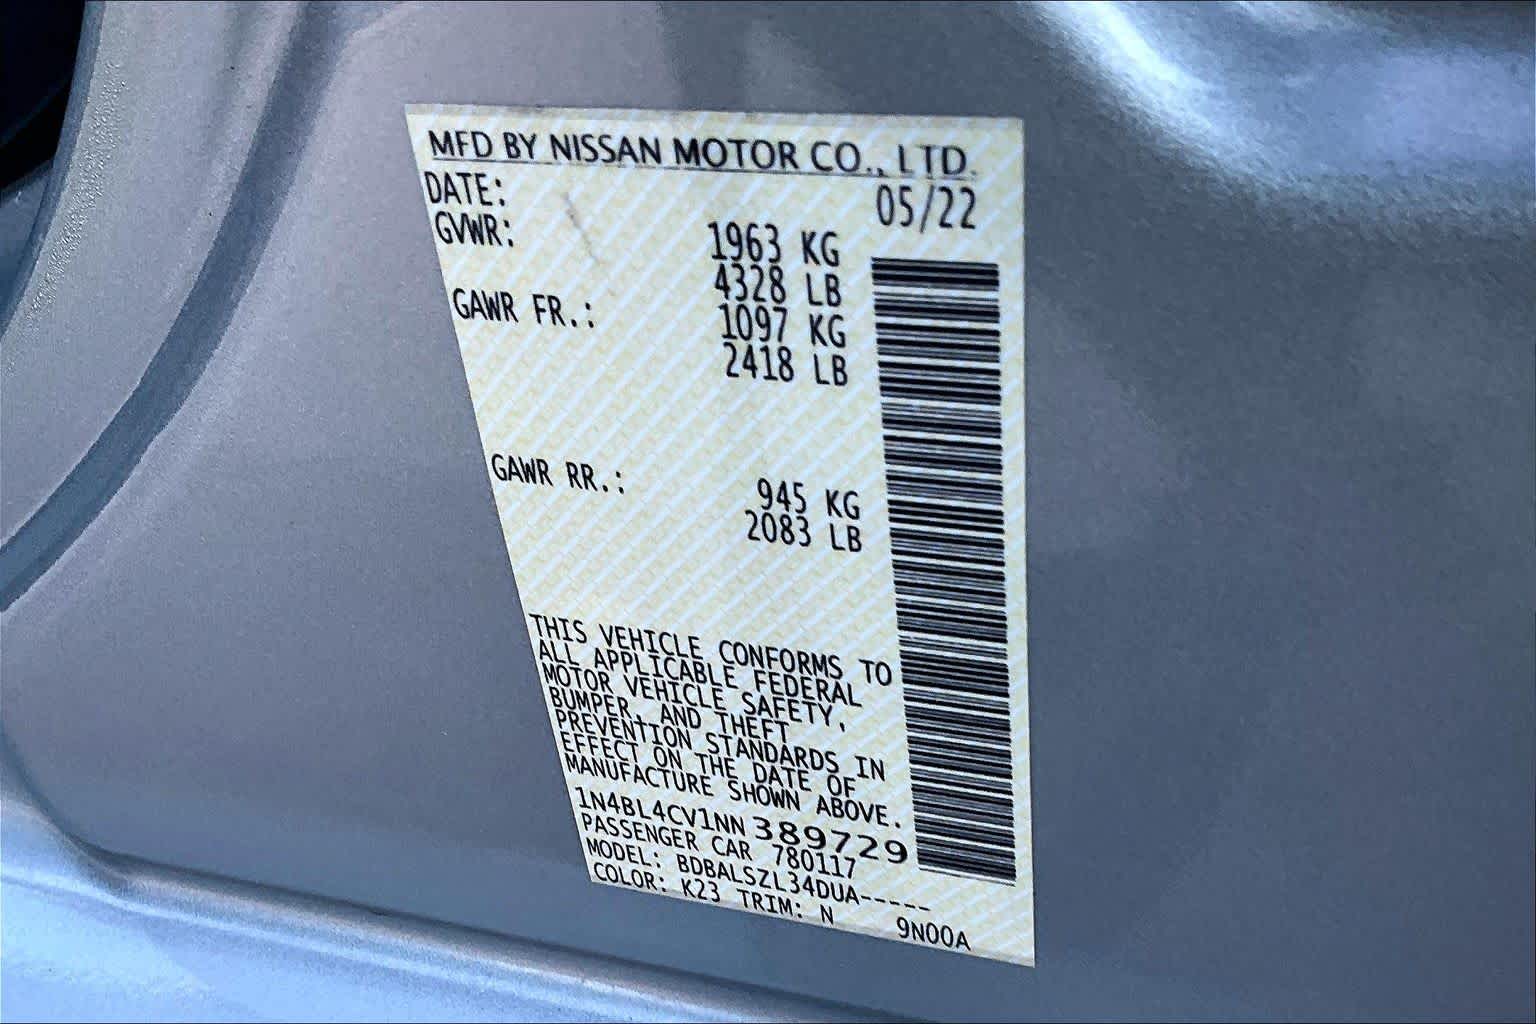 MFD BY NISSAN MOTOR CO., LTD.
DATE: 05/22
GVWR: 1963 KG
4328 LB
GAWR FR.: 1097 KG
2418 LB
GAWR RR.: 945 KG
2083 LB
THIS VEHICLE CONFORMS TO
ALL APPLICABLE FEDERAL
MOTOR VEHICLE SAFETY,
BUMPER, AND THEFT
PREVENTION STANDARDS IN
EFFECT ON THE DATE OF
MANUFACTURE SHOWN ABOVE.
1N4BL4CV1NN389729
PASSENGER CAR 780117
MODEL: BDBALSZL34DUA-----
COLOR: K23 TRIM: N 9N00A